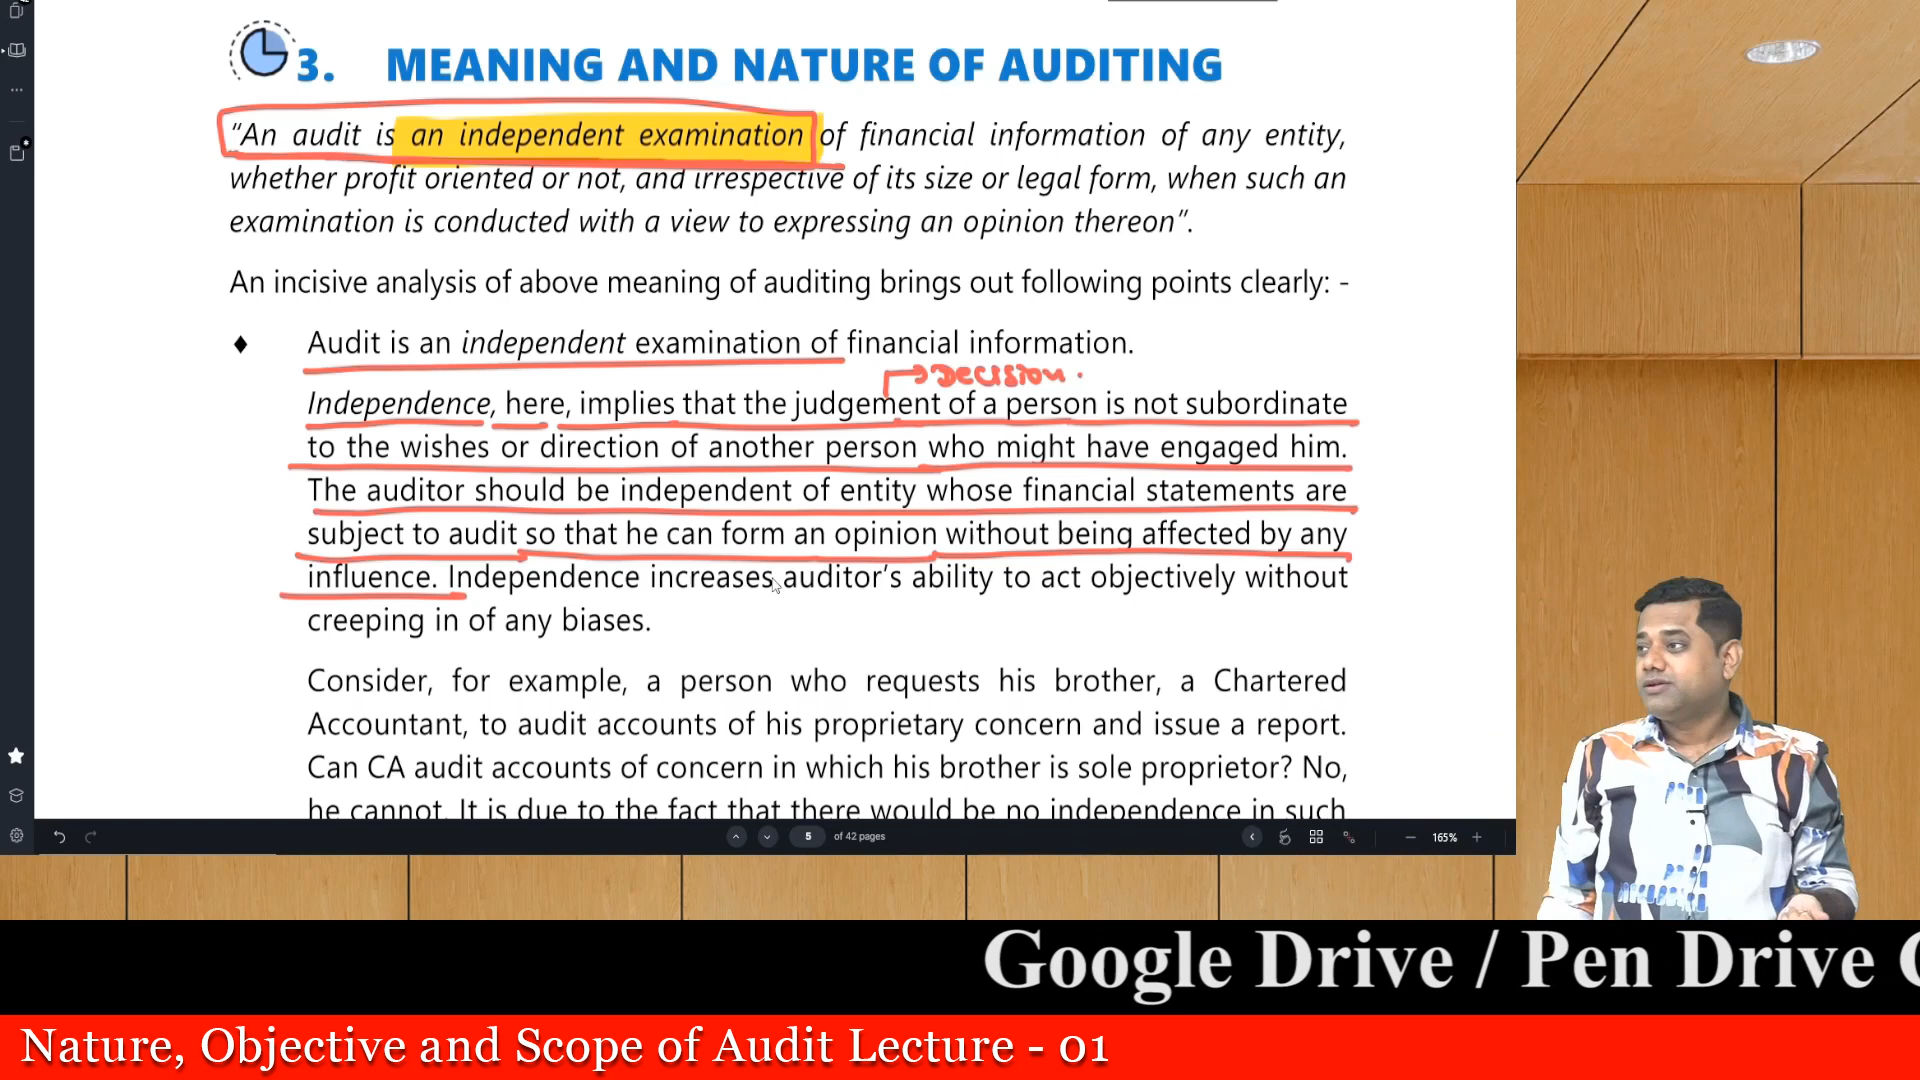 3. MEANING AND NATURE OF AUDITING
“An audit is an independent examination of financial information of any entity,
whether profit oriented or not, and irrespective of its size or legal form, when such an
examination is conducted with a view to expressing an opinion thereon”.
An incisive analysis of above meaning of auditing brings out following points clearly: -
♦ Audit is an independent examination of financial information.
Decision.
Independence, here, implies that the judgement of a person is not subordinate
to the wishes or direction of another person who might have engaged him.
The auditor should be independent of entity whose financial statements are
subject to audit so that he can form an opinion without being affected by any
influence. Independence increases auditor’s ability to act objectively without
creeping in of any biases.
Consider, for example, a person who requests his brother, a Chartered
Accountant, to audit accounts of his proprietary concern and issue a report.
Can CA audit accounts of concern in which his brother is sole proprietor? No,
he cannot. It is due to the fact that there would be no independence in such
5 of 42 pages
165%
Google Drive / Pen Drive
Nature, Objective and Scope of Audit Lecture - 01